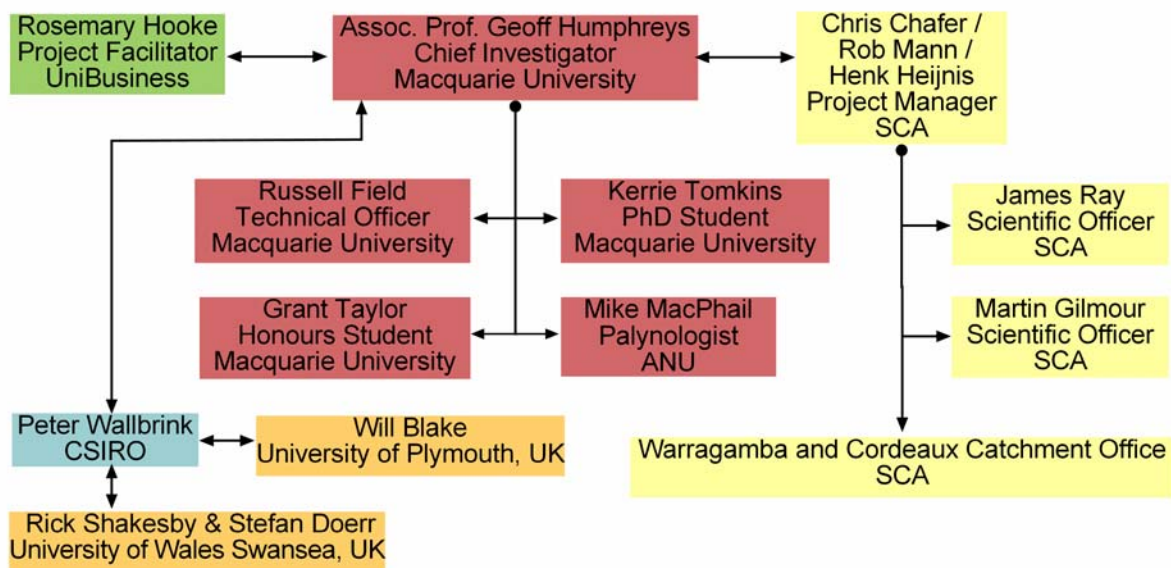 Rosemary Hooke
Project Facilitator
UniBusiness
Assoc. Prof. Geoff Humphreys
Chief Investigator
Macquarie University
Chris Chafer /
Rob Mann /
Henk Heijnis
Project Manager
SCA
Russell Field
Technical Officer
Macquarie University
Kerrie Tomkins
PhD Student
Macquarie University
James Ray
Scientific Officer
SCA
Grant Taylor
Honours Student
Macquarie University
Mike MacPhail
Palynologist
ANU
Martin Gilmour
Scientific Officer
SCA
Peter Wallbrink
CSIRO
Will Blake
University of Plymouth, UK
Warragamba and Cordeaux Catchment Office
SCA
Rick Shakesby & Stefan Doerr
University of Wales Swansea, UK